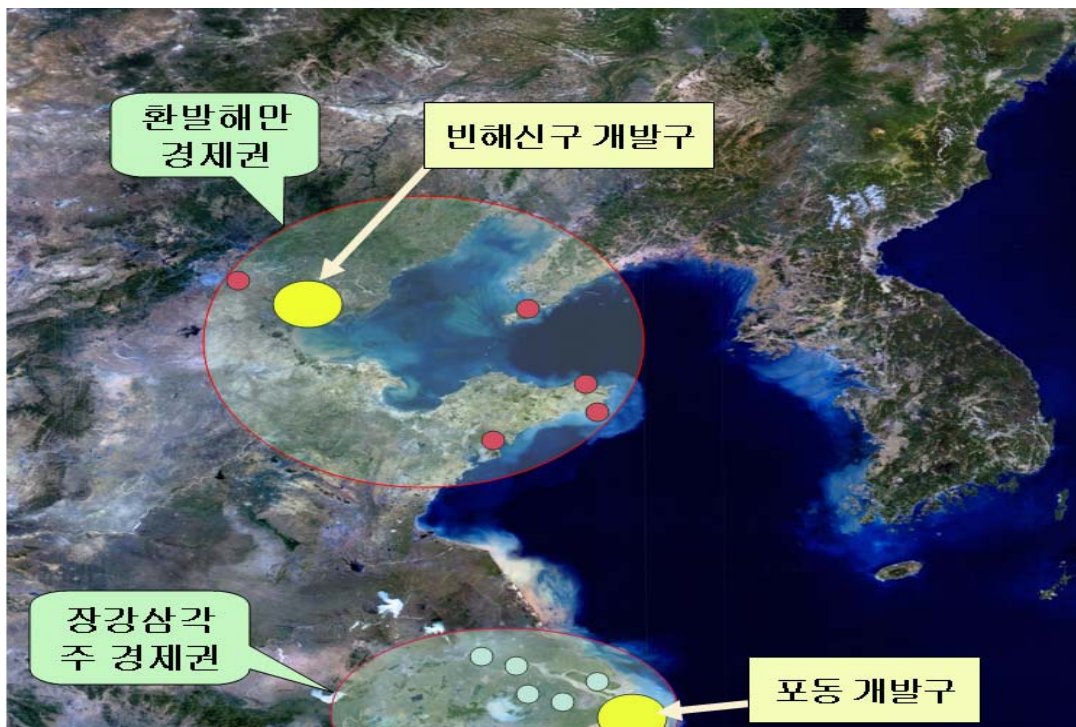 환발해만
경제권
빈해신구 개발구
장강삼각
주 경제권
포동 개발구